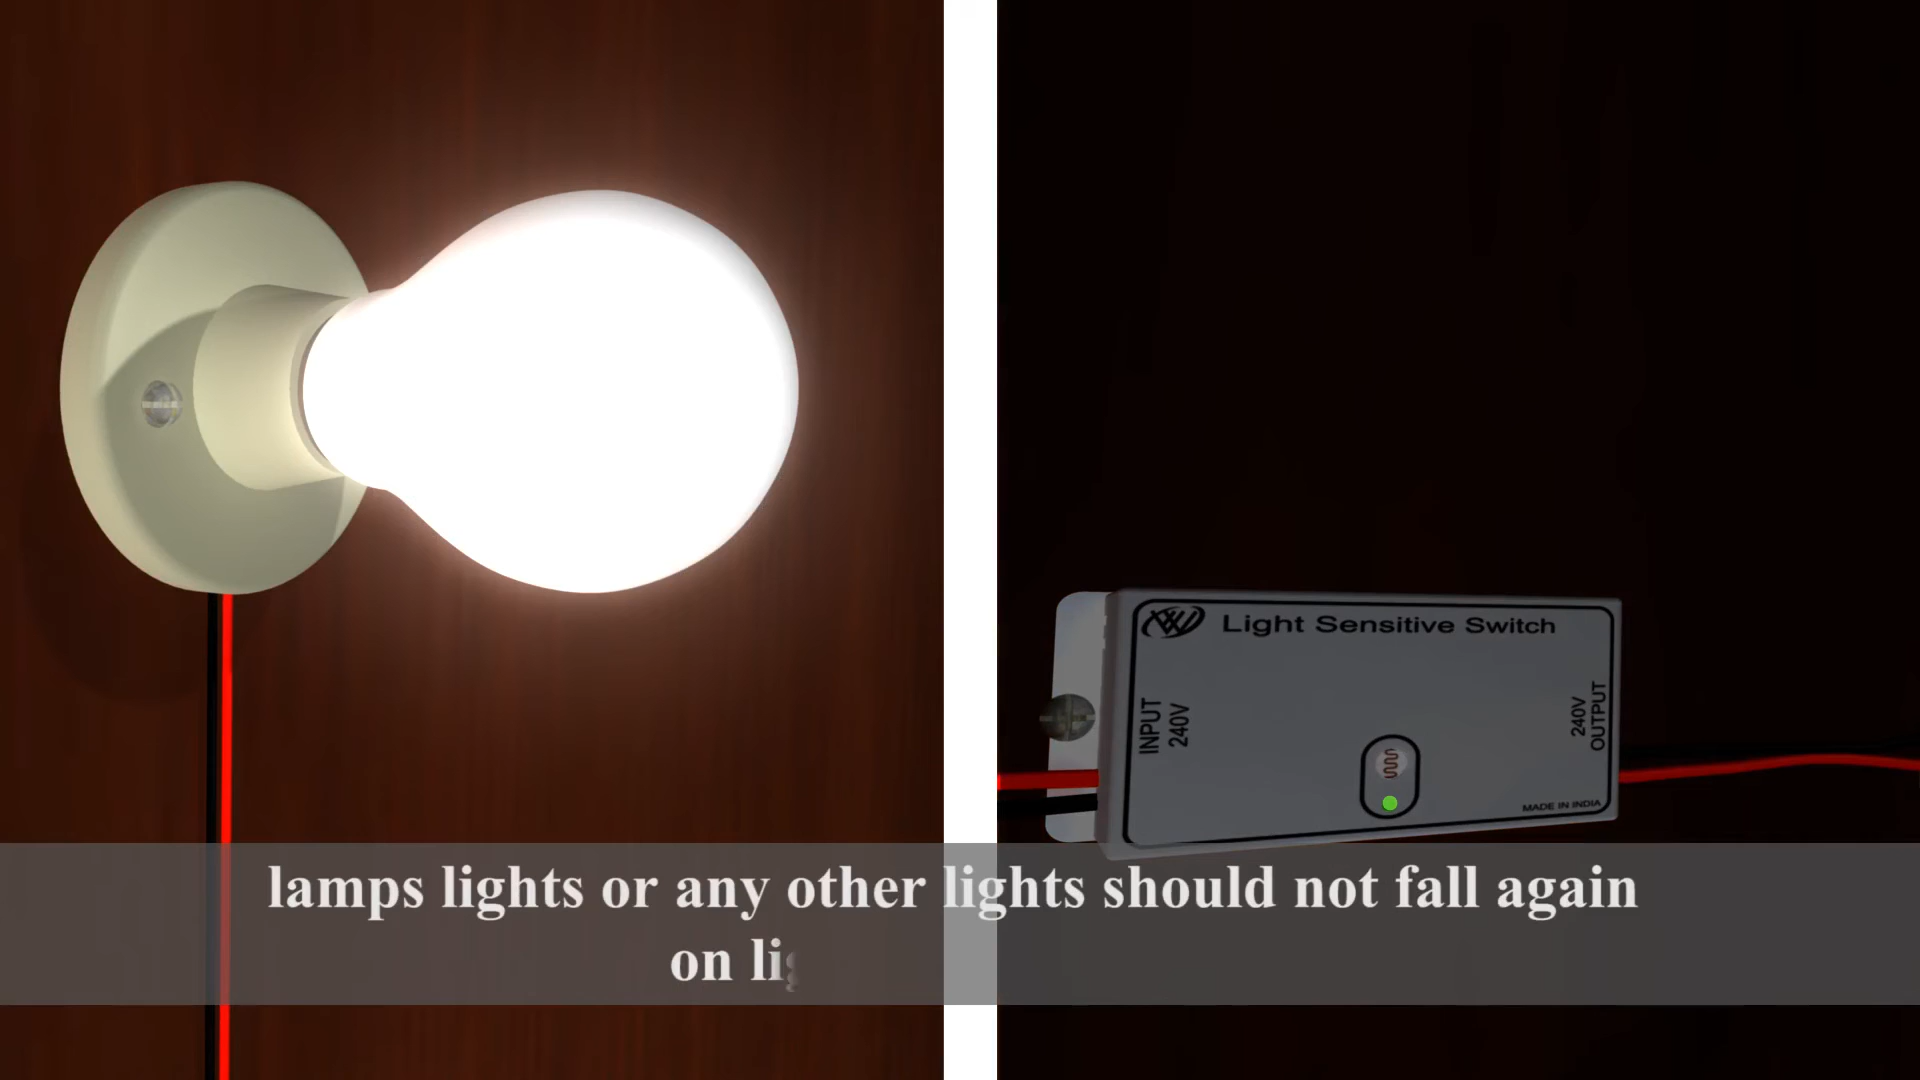 Light Sensitive Switch
INPUT
240V
240V
OUTPUT
MADE IN INDIA
lamps lights or any other lights should not fall again
on